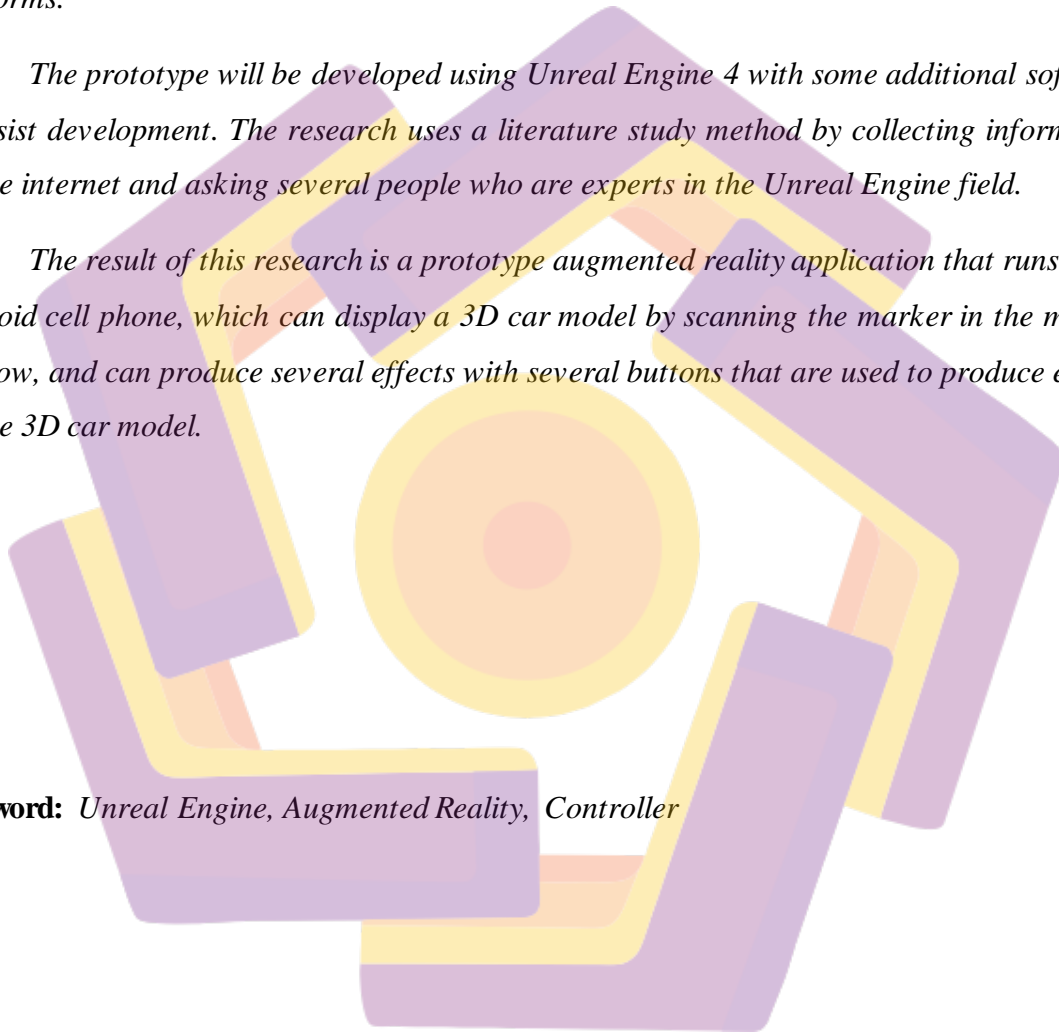 orms.
The prototype will be developed using Unreal Engine 4 with some additional sof
sist development. The research uses a literature study method by collecting inforn
e internet and asking several people who are experts in the Unreal Engine field.
The result of this research is a prototype augmented reality application that runs
oid cell phone, which can display a 3D car model by scanning the marker in the m
ow, and can produce several effects with several buttons that are used to produce e
e 3D car model.
word: Unreal Engine, Augmented Reality, Controller